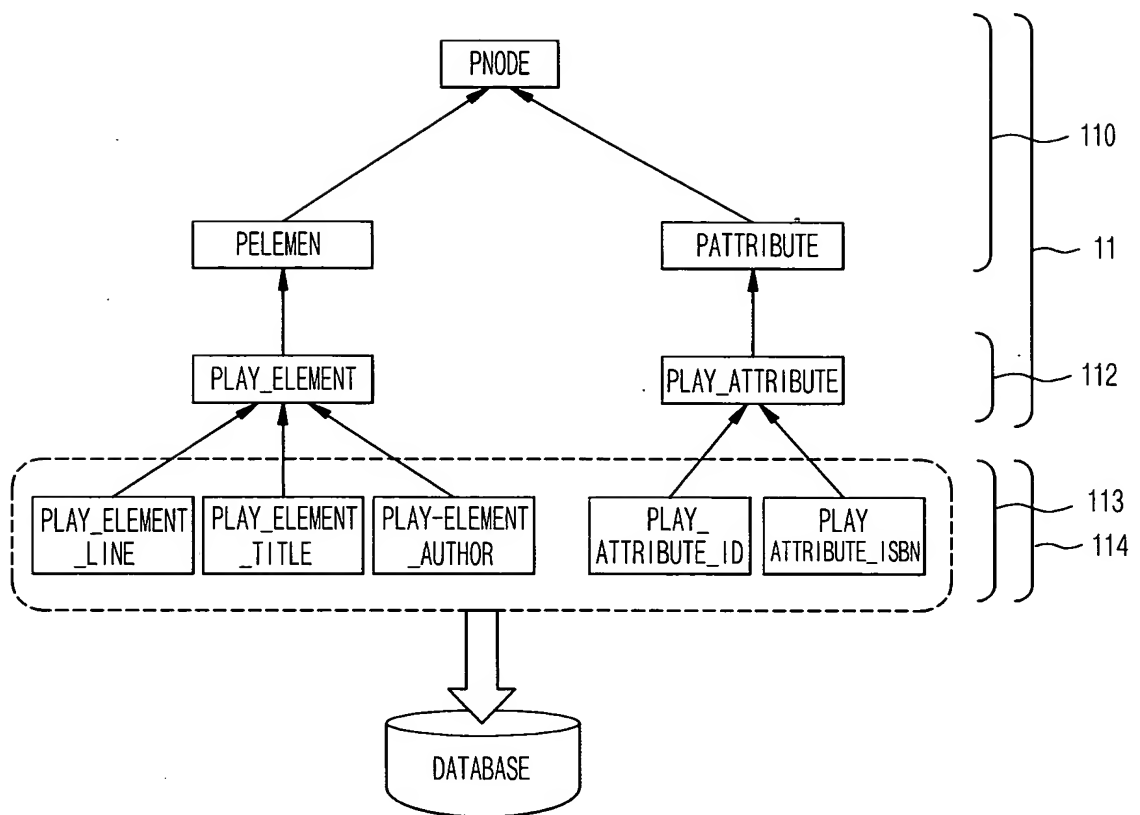 PNODE
110
PELEMEN
PATTRIBUTE
11
PLAY_ELEMENT
PLAY_ATTRIBUTE
112
PLAY_ELEMENT
_LINE
PLAY_ELEMENT
_TITLE
PLAY-ELEMENT
_AUTHOR
PLAY_
ATTRIBUTE_ID
PLAY
ATTRIBUTE_ISBN
113
114
DATABASE